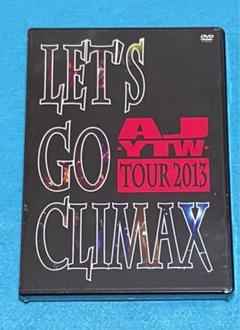 DVD
LET'S
GO
AJ
-YTW-
TOUR 2013
CLIMAX